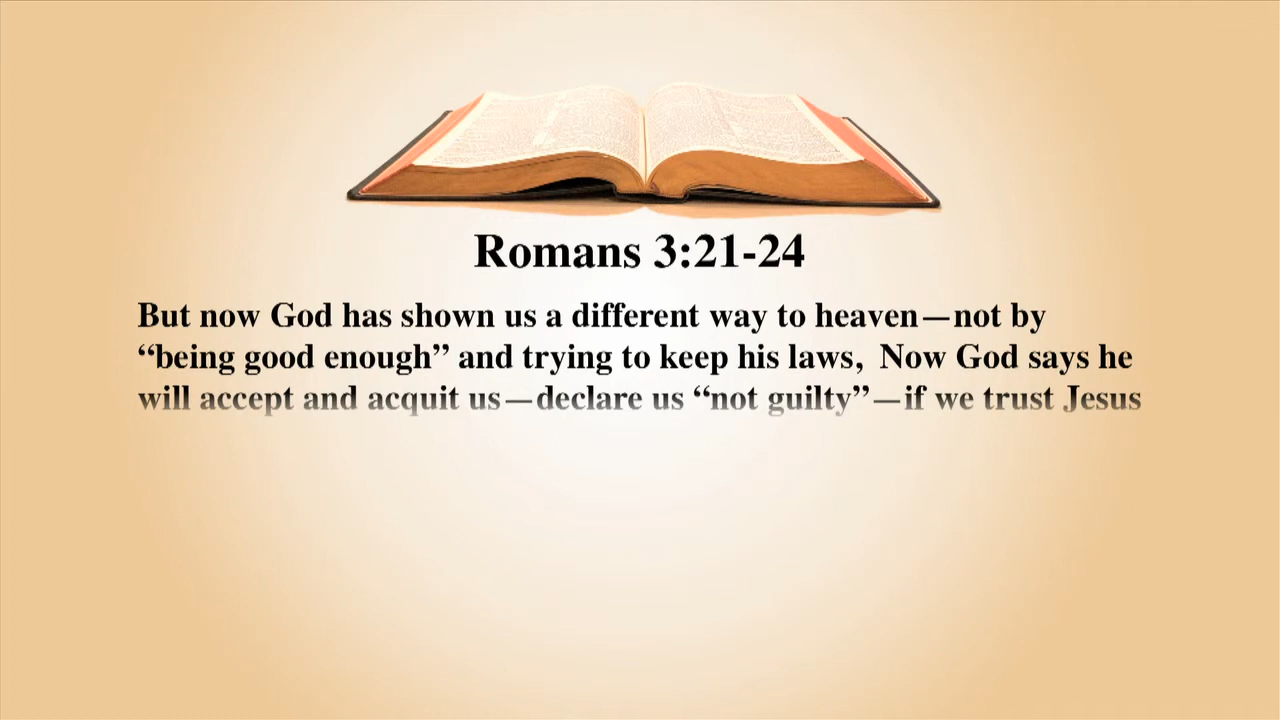 Romans 3:21-24
But now God has shown us a different way to heaven—not by
“being good enough” and trying to keep his laws,  Now God says he
will accept and acquit us—declare us “not guilty”—if we trust Jesus